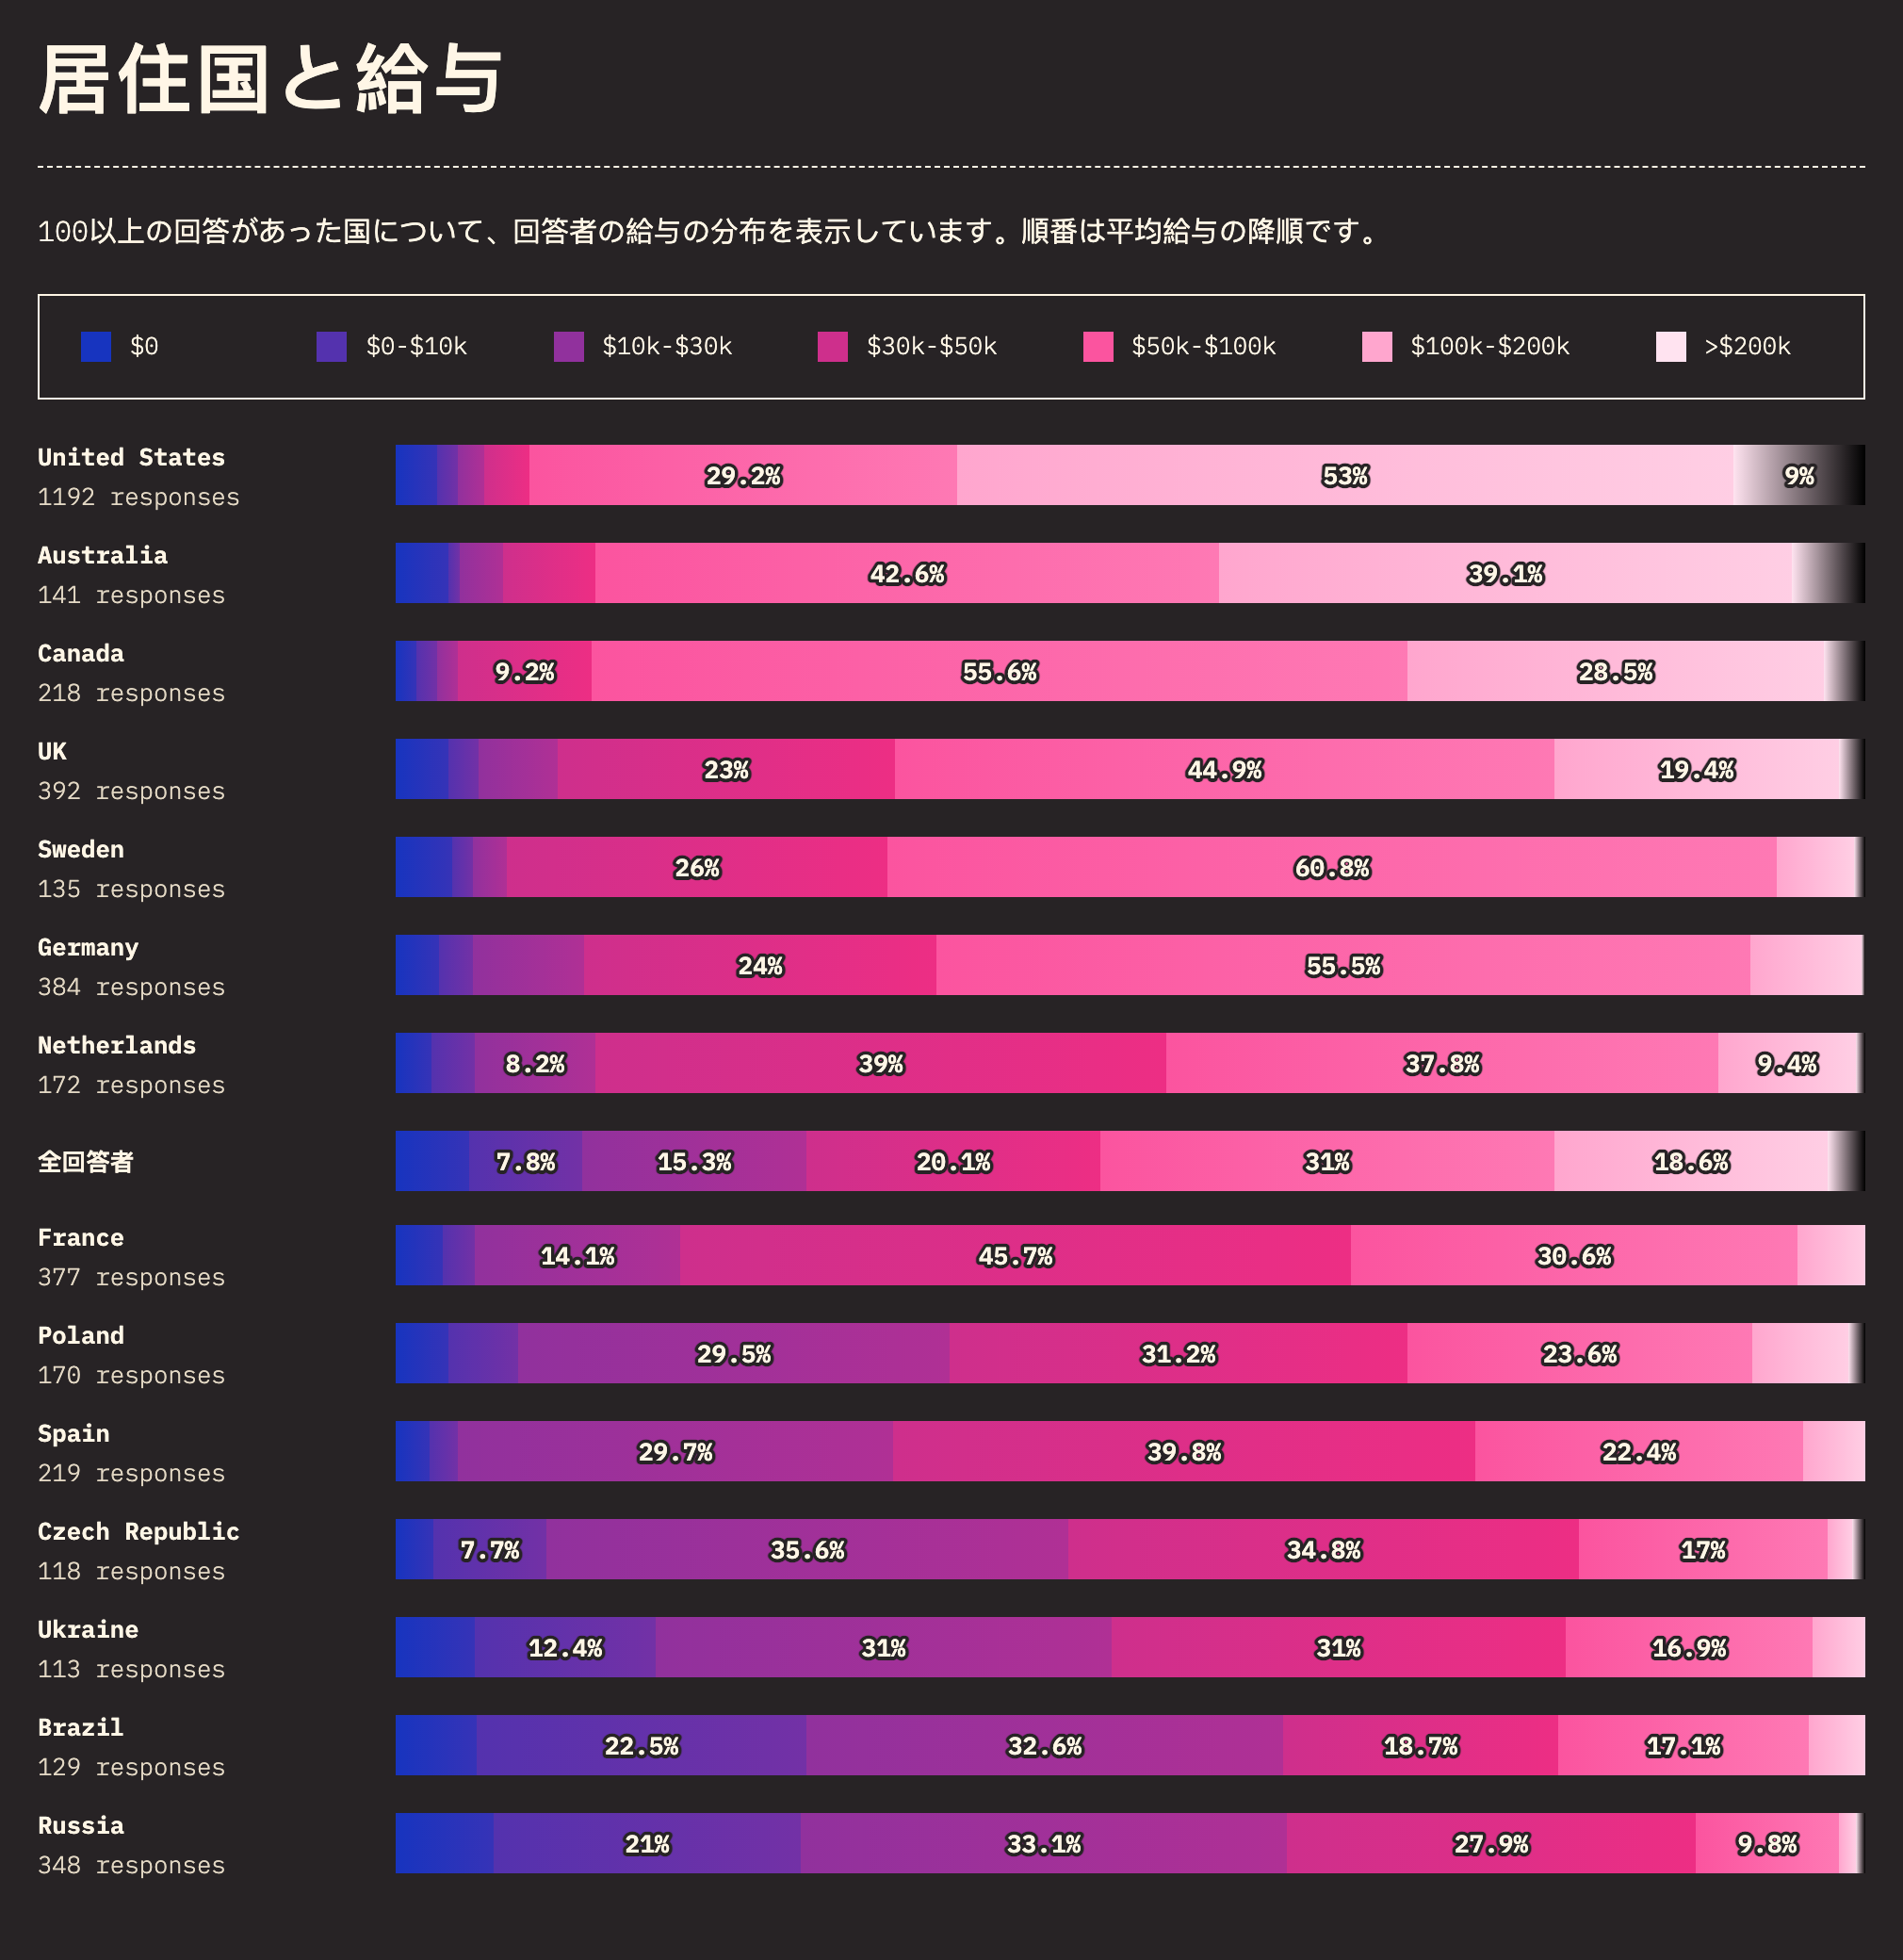 居住国と給与
100以上の回答があった国について、回答者の給与の分布を表示しています。順番は平均給与の降順です。
$0 $0-$10k $10k-$30k $30k-$50k $50k-$100k $100k-$200k >$200k
United States
1192 responses
29.2% 53% 9%
Australia
141 responses
42.6% 39.1%
Canada
218 responses
9.2% 55.6% 28.5%
UK
392 responses
23% 44.9% 19.4%
Sweden
135 responses
26% 60.8%
Germany
384 responses
24% 55.5%
Netherlands
172 responses
8.2% 39% 37.8% 9.4%
全回答者
7.8% 15.3% 20.1% 31% 18.6%
France
377 responses
14.1% 45.7% 30.6%
Poland
170 responses
29.5% 31.2% 23.6%
Spain
219 responses
29.7% 39.8% 22.4%
Czech Republic
118 responses
7.7% 35.6% 34.8% 17%
Ukraine
113 responses
12.4% 31% 31% 16.9%
Brazil
129 responses
22.5% 32.6% 18.7% 17.1%
Russia
348 responses
21% 33.1% 27.9% 9.8%